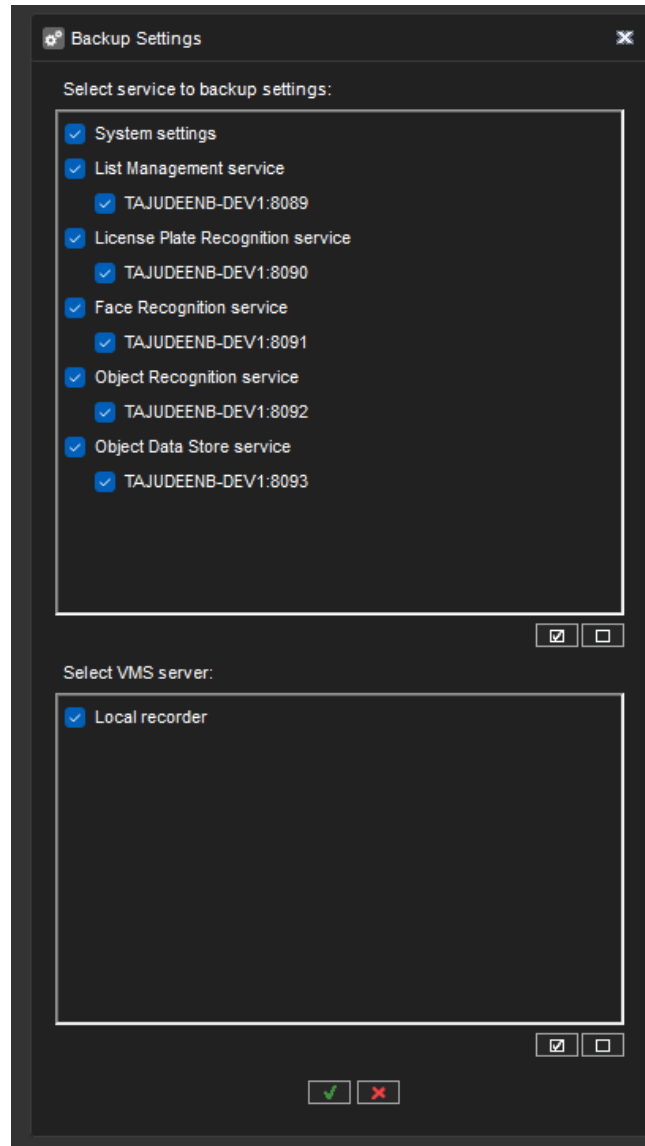 Backup Settings
Select service to backup settings:
System settings
List Management service
TAJUDEENB-DEV1:8089
License Plate Recognition service
TAJUDEENB-DEV1:8090
Face Recognition service
TAJUDEENB-DEV1:8091
Object Recognition service
TAJUDEENB-DEV1:8092
Object Data Store service
TAJUDEENB-DEV1:8093
Select VMS server:
Local recorder